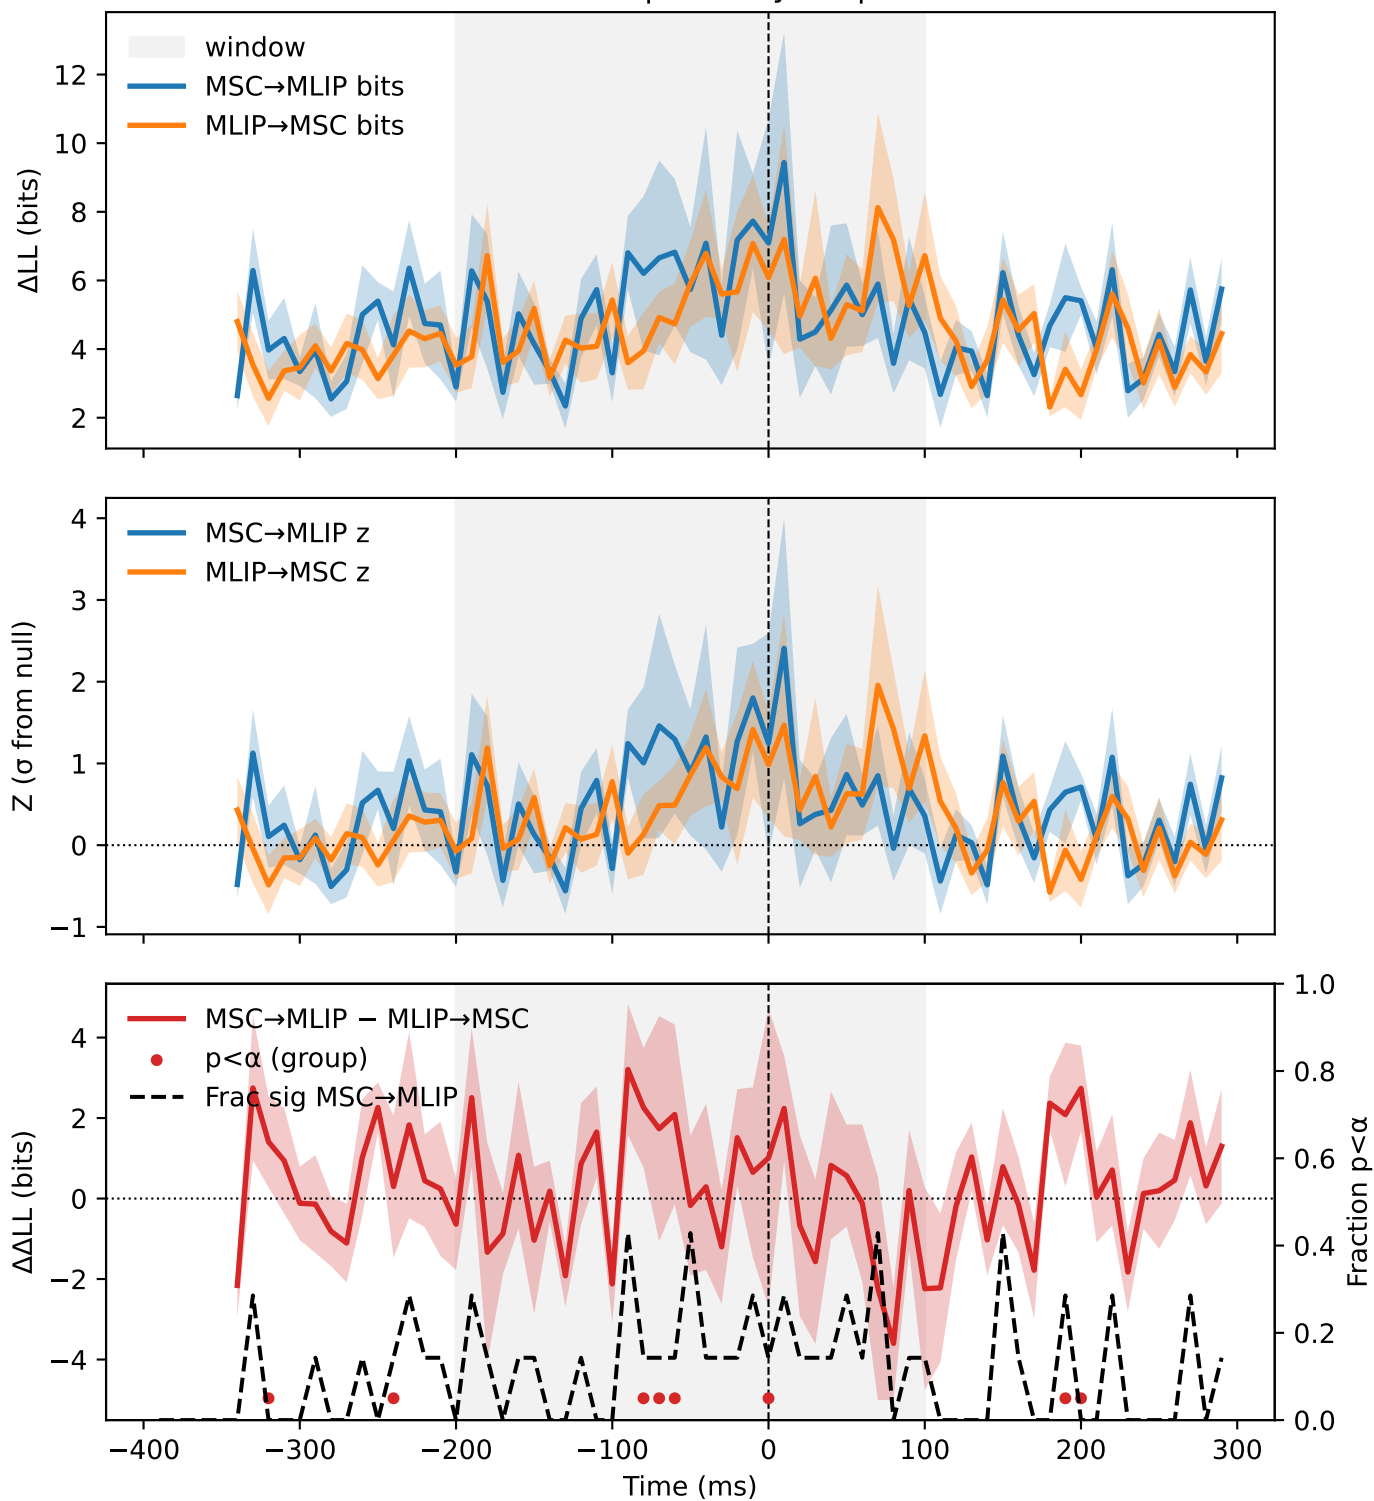 window
MSC→MLIP bits
MLIP→MSC bits
ΔLL (bits)
12
10
8
6
4
2
MSC→MLIP z
MLIP→MSC z
Z (σ from null)
4
3
2
1
0
−1
MSC→MLIP − MLIP→MSC
p<α (group)
Frac sig MSC→MLIP
ΔΔLL (bits)
4
2
0
−2
−4
1.0
0.8
0.6
0.4
0.2
0.0
Fraction p<α
−400 −300 −200 −100 0 100 200 300
Time (ms)